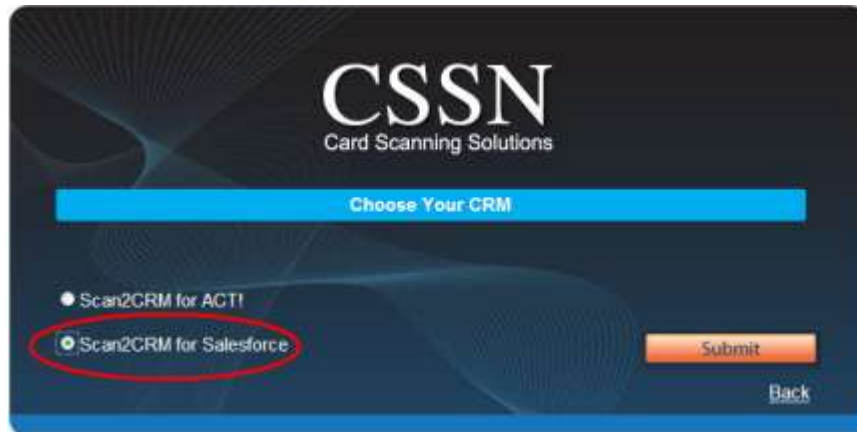 CSSN
Card Scanning Solutions
Choose Your CRM
Scan2CRM for ACT!
Scan2CRM for Salesforce
Submit
Back